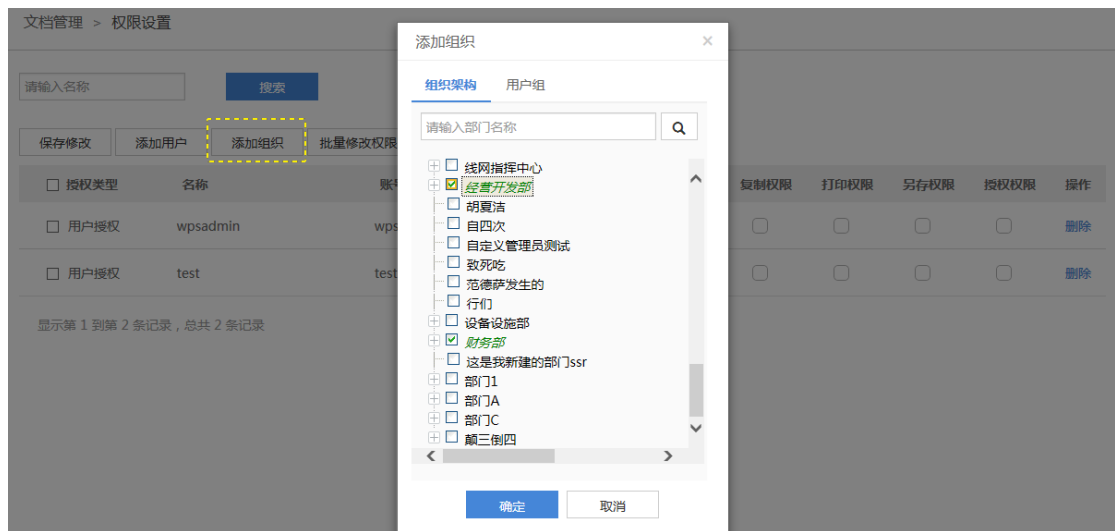 文档管理 > 权限设置
添加组织 ×
请输入名称 搜索
组织架构 用户组
请输入部门名称
保存修改 添加用户 添加组织 批量修改权限
授权类型 名称 账号 复制权限 打印权限 另存权限 授权权限 操作
用户授权 wpsadmin wps 删除
用户授权 test test 删除
显示第 1 到第 2 条记录，总共 2 条记录
线网指挥中心
经营开发部
胡夏洁
自四次
自定义管理员测试
致死吃
范德萨发生的
行们
设备设施部
财务部
这是我新建的部门ssr
部门1
部门A
部门C
颠三倒四
确定 取消